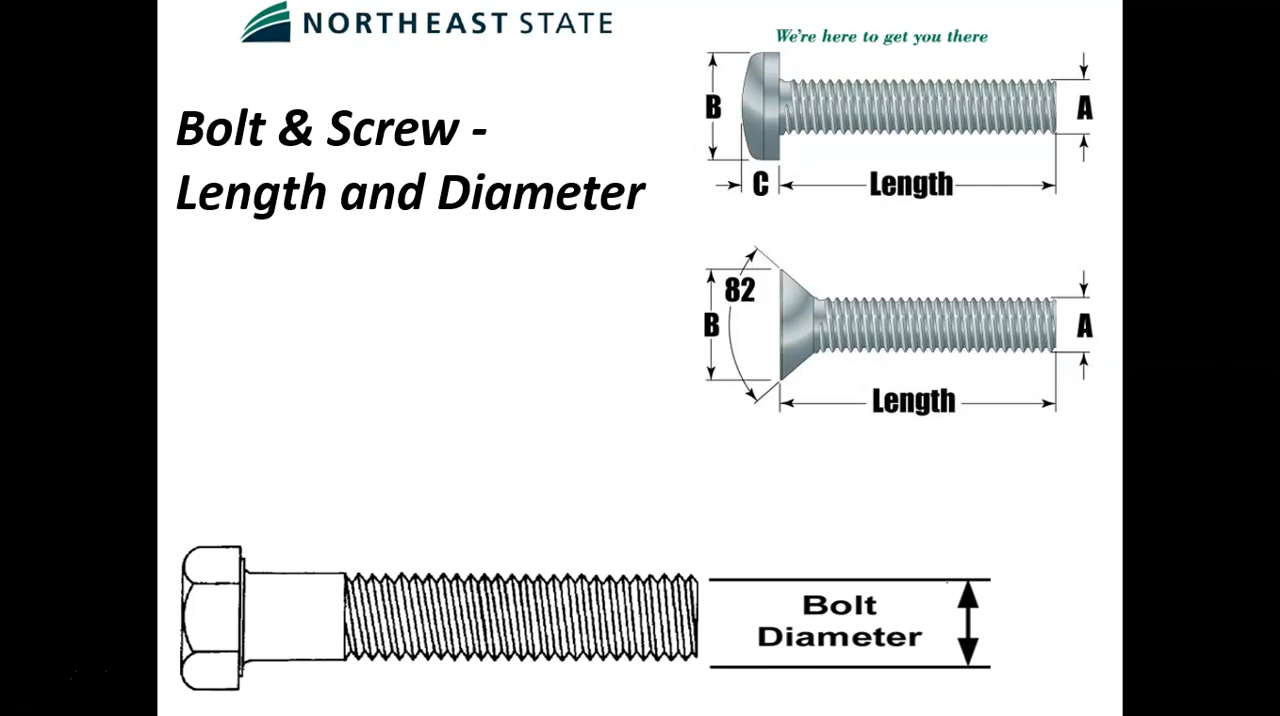 NORTHEAST STATE
We're here to get you there
Bolt & Screw -
Length and Diameter
B
A
C
Length
82
B
A
Length
Bolt
Diameter